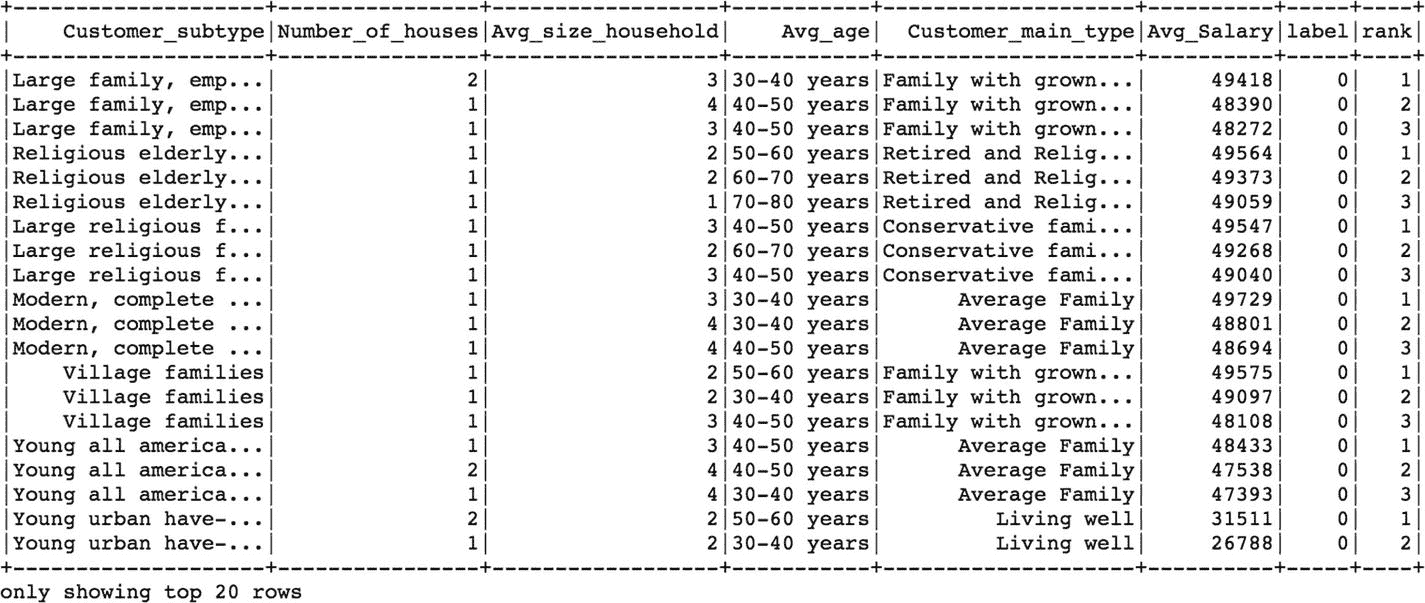 +--------------------+----------------+------------------+-----------+--------------------+----------+-----+----+
|    Customer_subtype|Number_of_houses|Avg_size_household|    Avg_age|  Customer_main_type|Avg_Salary|label|rank|
+--------------------+----------------+------------------+-----------+--------------------+----------+-----+----+
|Large family, emp...|               2|                 3|30-40 years|Family with grown...|     49418|    0|   1|
|Large family, emp...|               1|                 4|40-50 years|Family with grown...|     48390|    0|   2|
|Large family, emp...|               1|                 3|40-50 years|Family with grown...|     48272|    0|   3|
|Religious elderly...|               1|                 2|50-60 years|Retired and Relig...|     49564|    0|   1|
|Religious elderly...|               1|                 2|60-70 years|Retired and Relig...|     49373|    0|   2|
|Religious elderly...|               1|                 1|70-80 years|Retired and Relig...|     49059|    0|   3|
|Large religious f...|               1|                 3|40-50 years|Conservative fami...|     49547|    0|   1|
|Large religious f...|               1|                 2|60-70 years|Conservative fami...|     49268|    0|   2|
|Large religious f...|               1|                 3|40-50 years|Conservative fami...|     49040|    0|   3|
|Modern, complete ...|               1|                 3|30-40 years|      Average Family|     49729|    0|   1|
|Modern, complete ...|               1|                 4|30-40 years|      Average Family|     48801|    0|   2|
|Modern, complete ...|               1|                 4|40-50 years|      Average Family|     48694|    0|   3|
|    Village families|               1|                 2|50-60 years|Family with grown...|     49575|    0|   1|
|    Village families|               1|                 2|30-40 years|Family with grown...|     49097|    0|   2|
|    Village families|               1|                 3|40-50 years|Family with grown...|     48108|    0|   3|
|Young all america...|               1|                 3|40-50 years|      Average Family|     48433|    0|   1|
|Young all america...|               2|                 4|40-50 years|      Average Family|     47538|    0|   2|
|Young all america...|               1|                 4|30-40 years|      Average Family|     47393|    0|   3|
|Young urban have-...|               2|                 2|50-60 years|         Living well|     31511|    0|   1|
|Young urban have-...|               1|                 2|30-40 years|         Living well|     26788|    0|   2|
+--------------------+----------------+------------------+-----------+--------------------+----------+-----+----+
only showing top 20 rows